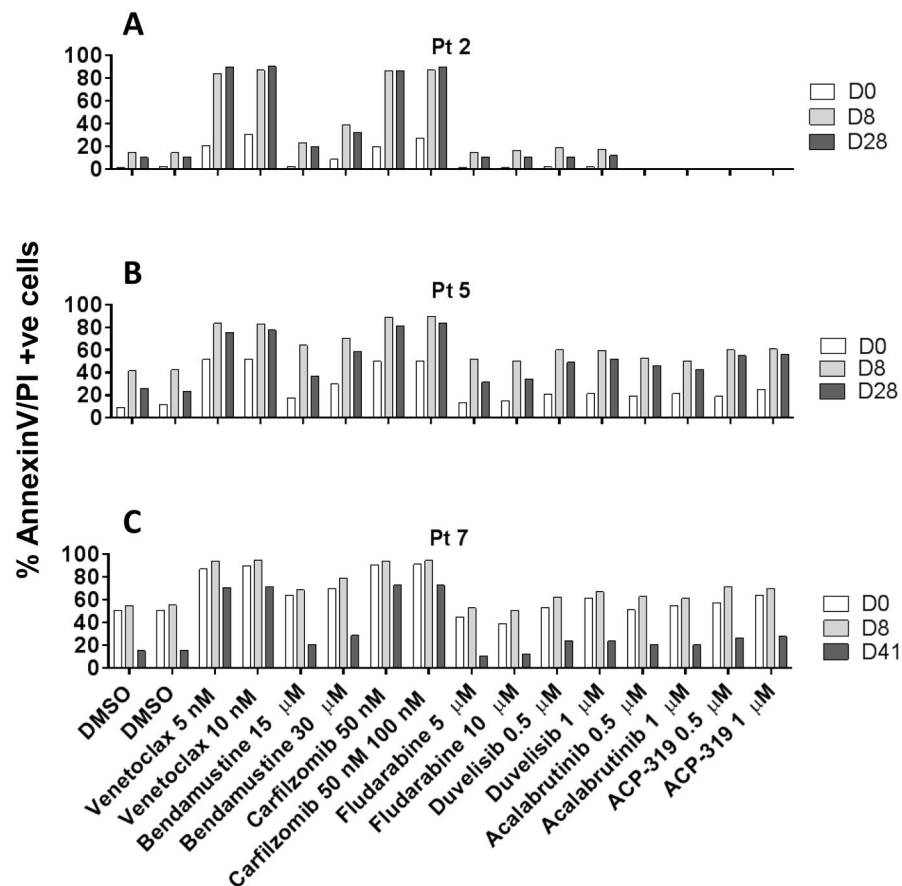 A
Pt 2
100
80
60
40
20
0
D0
D8
D28
% AnnexinV/PI +ve cells
B
Pt 5
100
80
60
40
20
0
D0
D8
D28
C
Pt 7
100
80
60
40
20
0
D0
D8
D41
DMSO
DMSO
Venetoclax 5 nM
Venetoclax 10 nM
Bendamustine 15 μM
Bendamustine 30 μM
Carfilzomib 50 nM
Carfilzomib 50 nM 100 nM
Fludarabine 5 μM
Fludarabine 10 μM
Duvelisib 0.5 μM
Duvelisib 1 μM
Acalabrutinib 0.5 μM
Acalabrutinib 1 μM
ACP-319 0.5 μM
ACP-319 1 μM